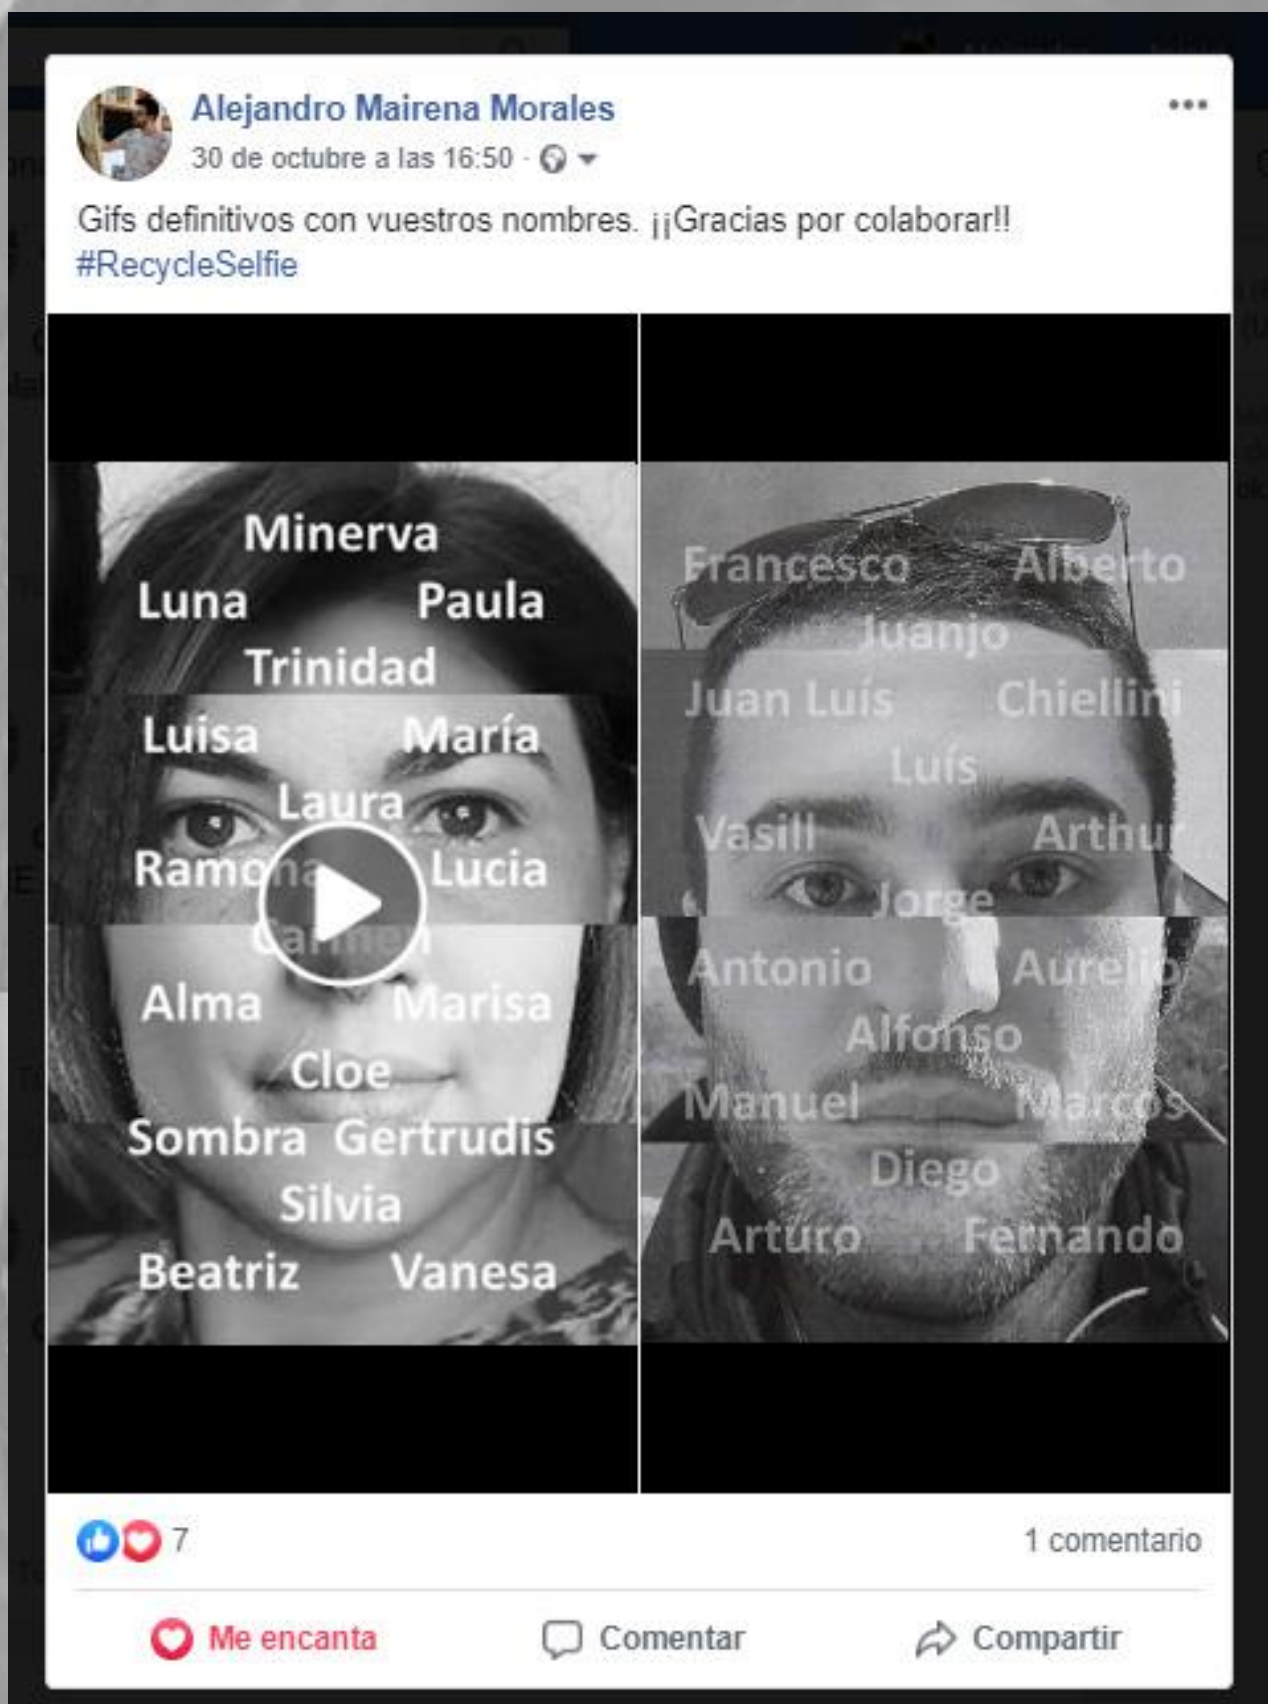 Alejandro Mairena Morales
30 de octubre a las 16:50
Gifs definitivos con vuestros nombres. ¡¡Gracias por colaborar!!
#RecycleSelfie
Minerva
Luna Paula
Trinidad
Luisa María
Laura
Ramona Lucia
Carmen
Alma Marisa
Cloe
Sombra Gertrudis
Silvia
Beatriz Vanesa
Francesco Alberto
Juanjo
Juan Luís Chiellini
Luís
Vasill Arthur
Jorge
Antonio Aurelio
Alfonso
Manuel Marcos
Diego
Arturo Fernando
7
1 comentario
Me encanta Comentar Compartir